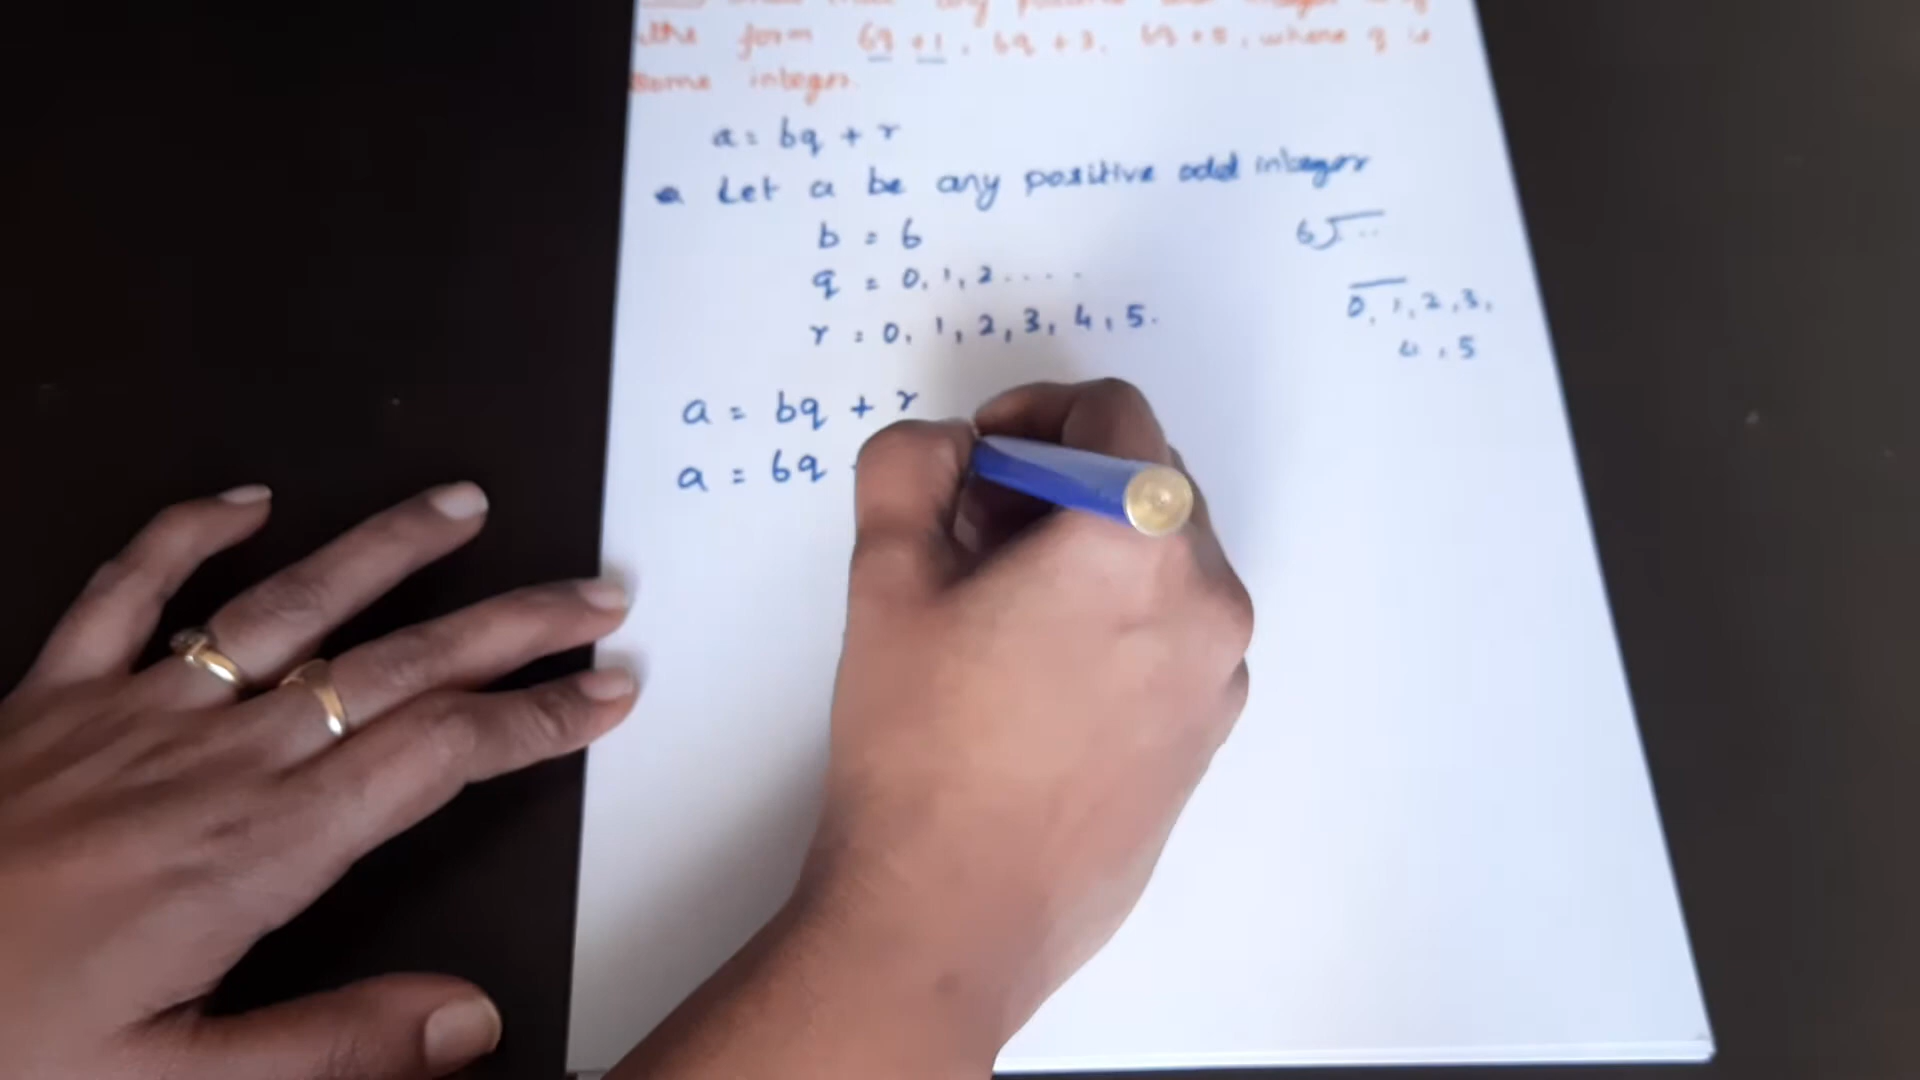 any positive
the form 6q + 1, 6q + 3, 6q + 5, where q is
some integer.
a = bq + r
Let a be any positive odd integer
b = 6
6
q = 0, 1, 2 ....
0, 1, 2, 3,
r = 0, 1, 2, 3, 4, 5.
4, 5
a = bq + r
a = 6q